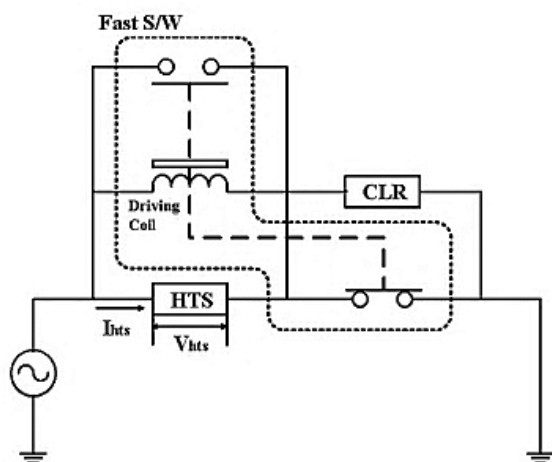 Fast S/W
Driving
Coil
CLR
HTS
Ihts
Vhts